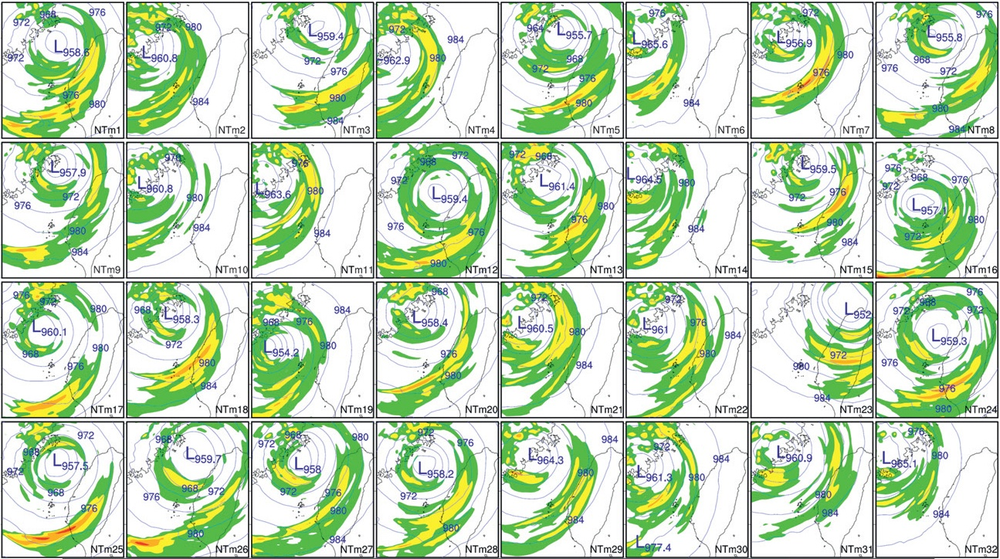 968 976
972
L958.6
972
976
980
NTm1
972 980
L960.8
984
NTm2
L959.4
972
976
980
984
NTm3
972 984
980
962.9
NTm4
964 L955.7
968
972
976
980
NTm5
976
L965.6
984
NTm6
972
L956.9
980
976
NTm7
976
L955.8
968
976 972
980
984 NTm8
L957.9
972
976
980
984
NTm9
976
L960.8
980
984
NTm10
976
980
L963.6
984
NTm11
972
968
972
L959.4
976
976
980
NTm12
972 968
L961.4
980
976
NTm13
L964.5 980
984
NTm14
L959.5
976
972
980
984
NTm15
976
968 976
972
L957.1
980
972
NTm16
976 972
980
L960.1
980
968
976
NTm17
968 L958.3
972
980
984
NTm18
984
968 976
980
L954.2
NTm19
968
L958.4
976
980
NTm20
972
L960.5 980
984
NTm21
972
L961 976
984
980
NTm22
L952
972
980
984
NTm23
976
968
972 972
L959.3
976
976
980
NTm24
972
968
L957.5
972
968
976
NTm25
968
L959.7
968 972
976
980
NTm26
968 980
972
L958
972 976
980
984
NTm27
972
976
L958.2
972
980
NTm28
984
L964.3
980
984
NTm29
972
984
L961.3 980
L977.4
NTm30
L960.9
980
984
NTm31
976
980
L965.1
984
NTm32